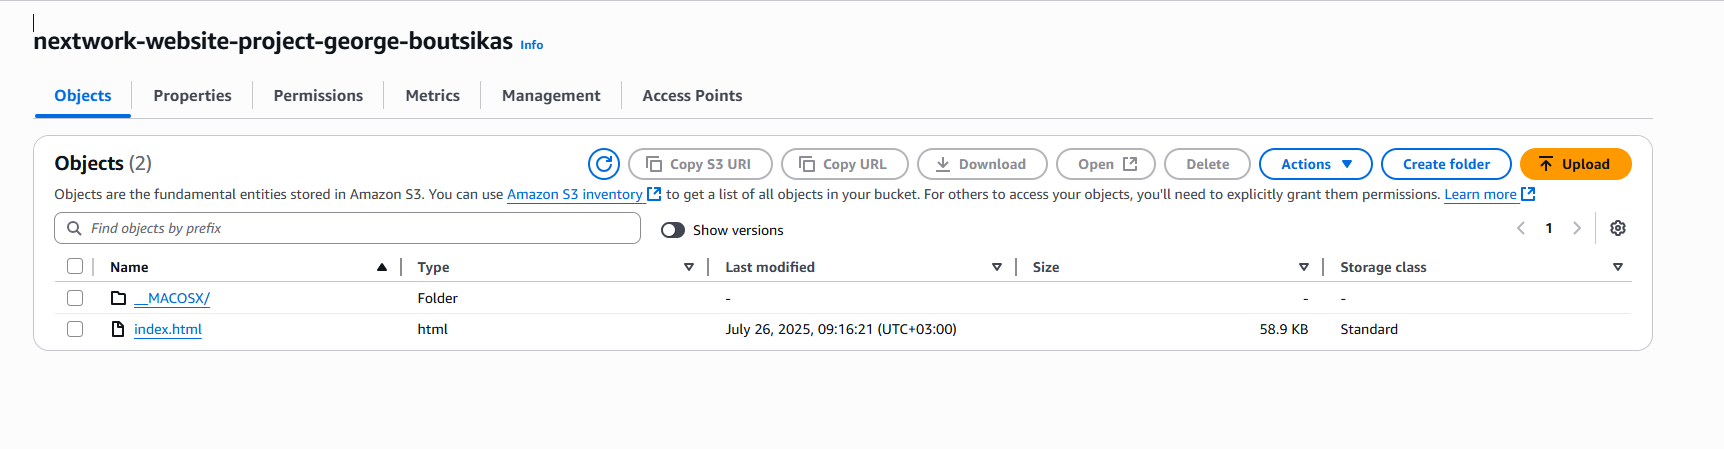 nextwork-website-project-george-boutsikas Info
Objects Properties Permissions Metrics Management Access Points
Objects (2) Copy S3 URI Copy URL Download Open Delete Actions Create folder Upload
Objects are the fundamental entities stored in Amazon S3. You can use Amazon S3 inventory to get a list of all objects in your bucket. For others to access your objects, you'll need to explicitly grant them permissions. Learn more
Find objects by prefix Show versions 1
Name Type Last modified Size Storage class
__MACOSX/ Folder - - -
index.html html July 26, 2025, 09:16:21 (UTC+03:00) 58.9 KB Standard